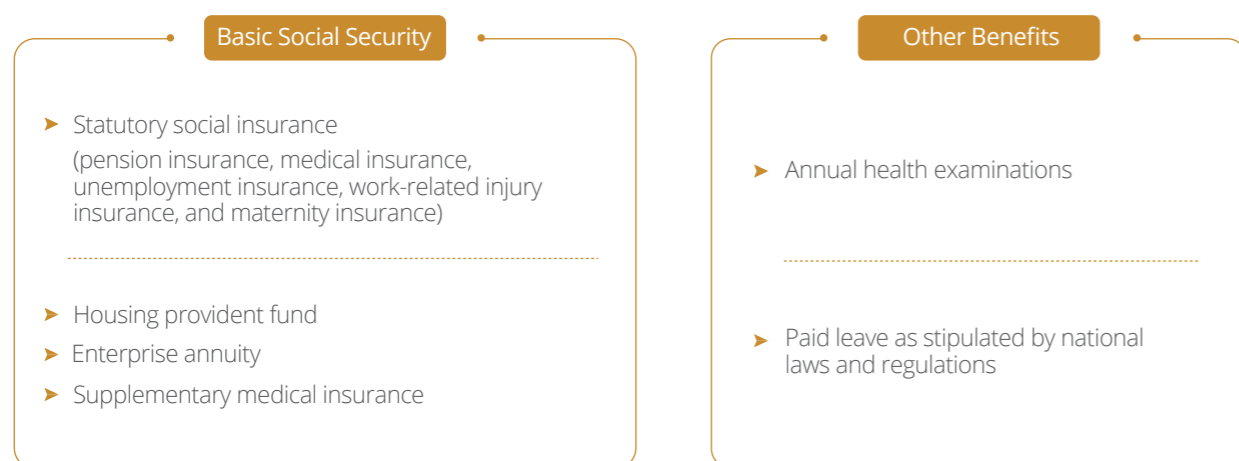 Basic Social Security
Statutory social insurance
(pension insurance, medical insurance,
unemployment insurance, work-related injury
insurance, and maternity insurance)
Housing provident fund
Enterprise annuity
Supplementary medical insurance
Other Benefits
Annual health examinations
Paid leave as stipulated by national
laws and regulations